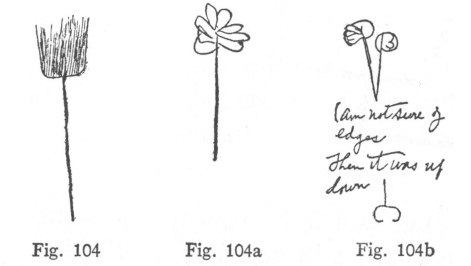 I am not sure of
edges
Then it was up
down
Fig. 104
Fig. 104a
Fig. 104b